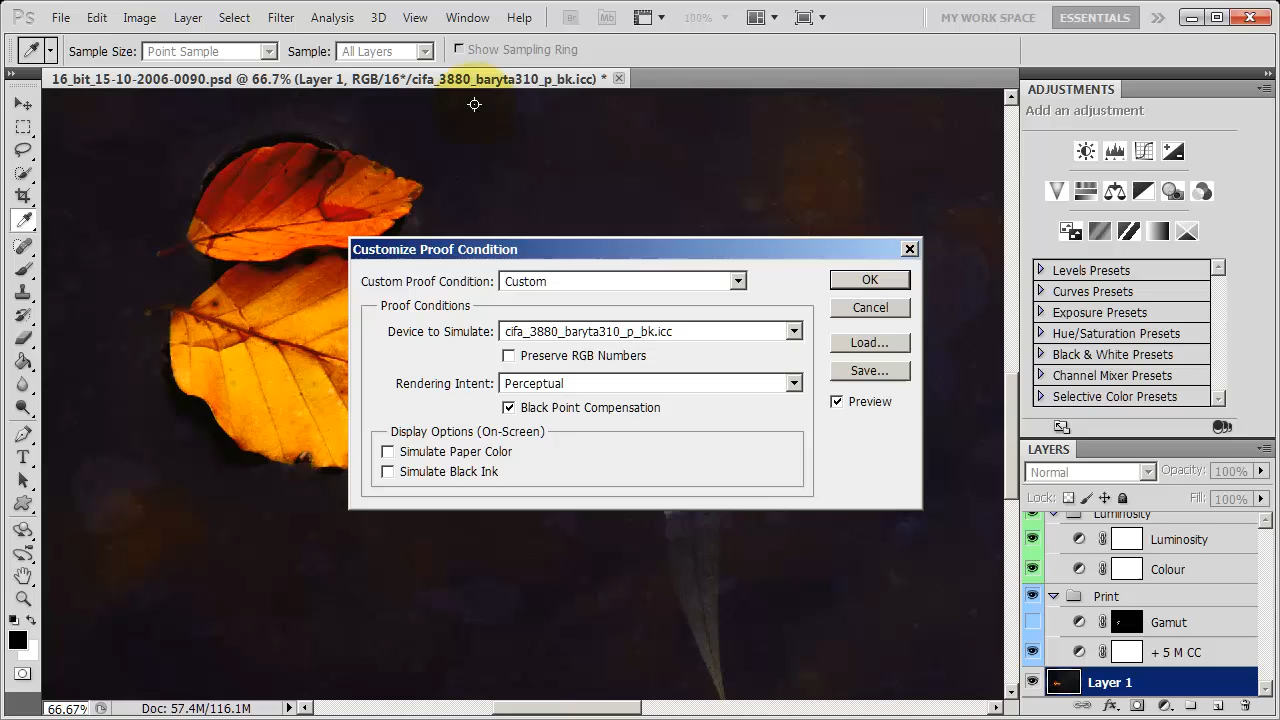 Ps File Edit Image Layer Select Filter Analysis 3D View Window Help Br Mb 100% MY WORK SPACE ESSENTIALS
Sample Size: Point Sample Sample: All Layers Show Sampling Ring
16_bit_15-10-2006-0090.psd @ 66.7% (Layer 1, RGB/16*/cifa_3880_baryta310_p_bk.icc) *
ADJUSTMENTS
Add an adjustment
Customize Proof Condition
Custom Proof Condition: Custom
OK
Proof Conditions
Cancel
Device to Simulate: cifa_3880_baryta310_p_bk.icc
Load...
Preserve RGB Numbers
Rendering Intent: Perceptual
Save...
Black Point Compensation
Preview
Display Options (On-Screen)
Simulate Paper Color
Simulate Black Ink
Levels Presets
Curves Presets
Exposure Presets
Hue/Saturation Presets
Black & White Presets
Channel Mixer Presets
Selective Color Presets
LAYERS
Normal Opacity: 100%
Lock: Fill: 100%
Luminosity
Luminosity
Colour
Print
Gamut
+ 5 M CC
Layer 1
66.67% Doc: 57.4M/116.1M